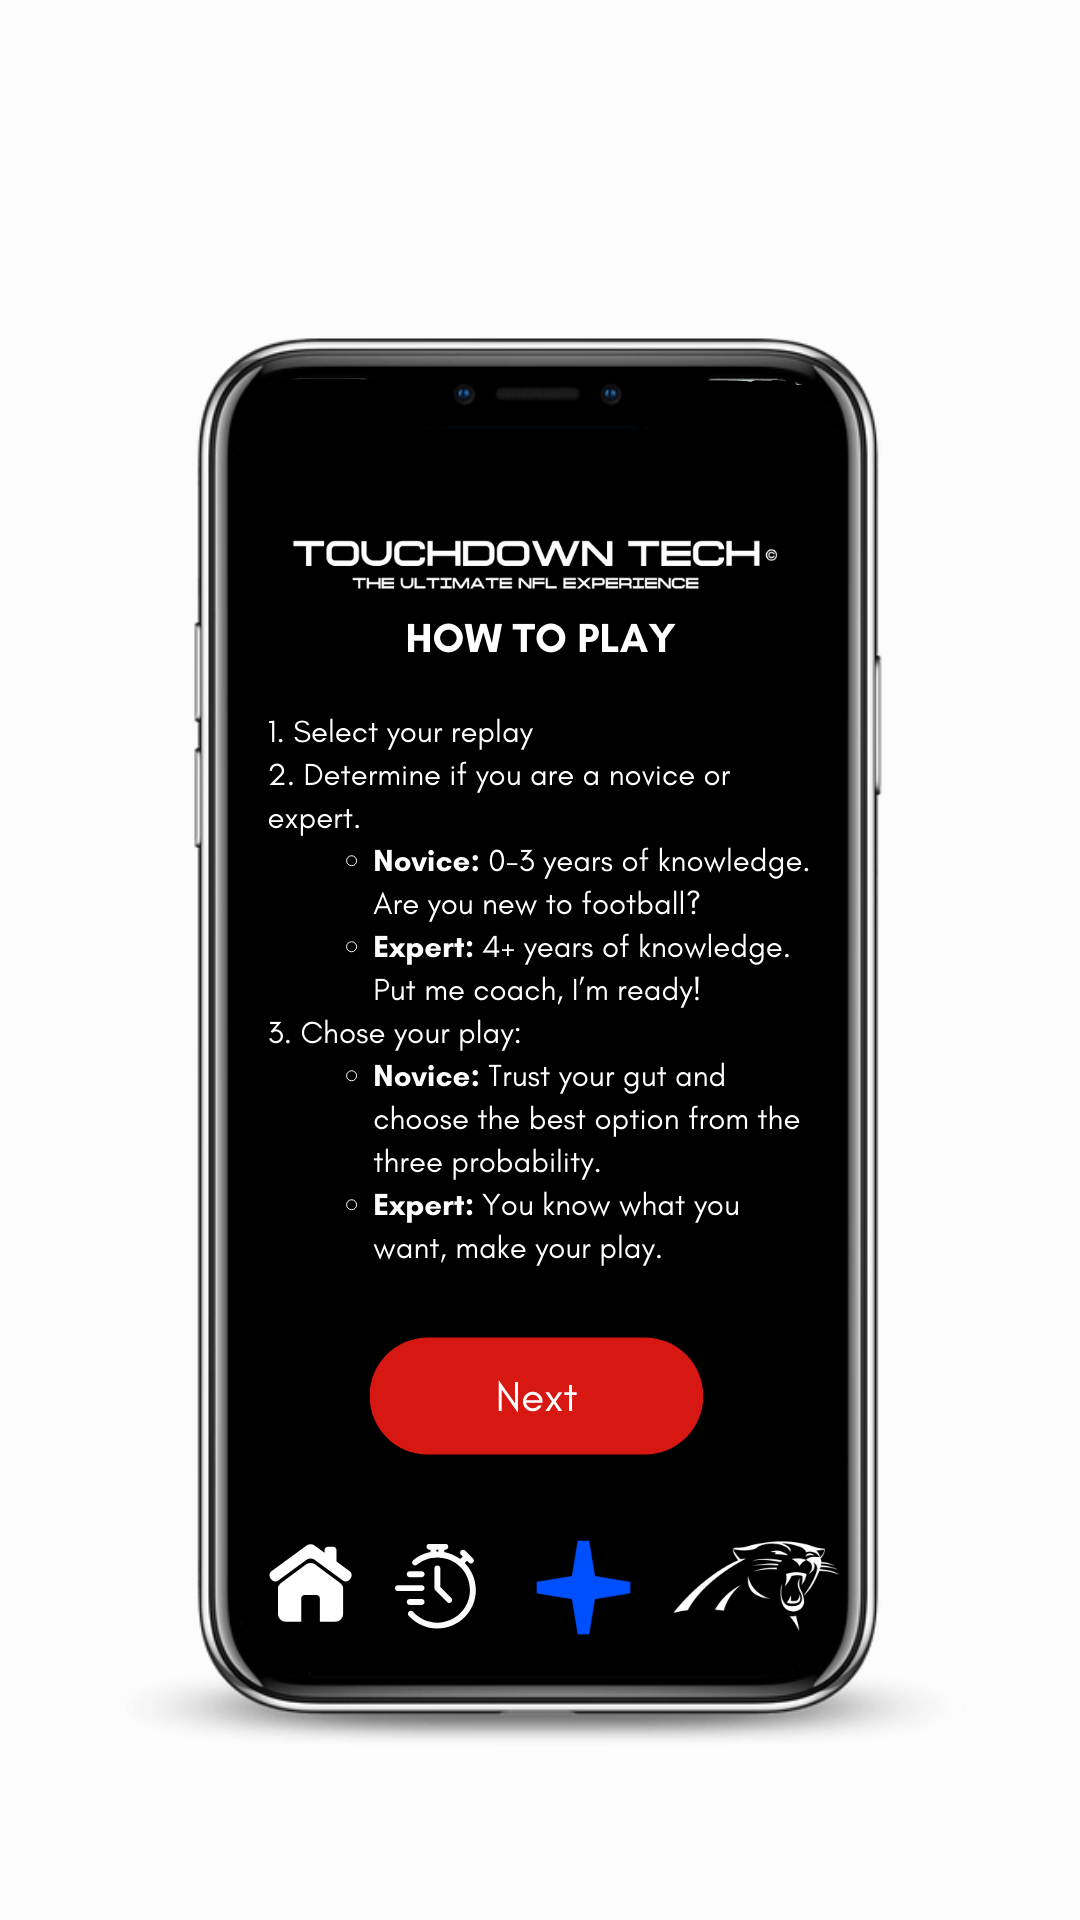 TOUCHDOWN TECH ©
THE ULTIMATE NFL EXPERIENCE
HOW TO PLAY
1. Select your replay
2. Determine if you are a novice or
expert.
Novice: 0-3 years of knowledge.
Are you new to football?
Expert: 4+ years of knowledge.
Put me coach, I'm ready!
3. Chose your play:
Novice: Trust your gut and
choose the best option from the
three probability.
Expert: You know what you
want, make your play.
Next